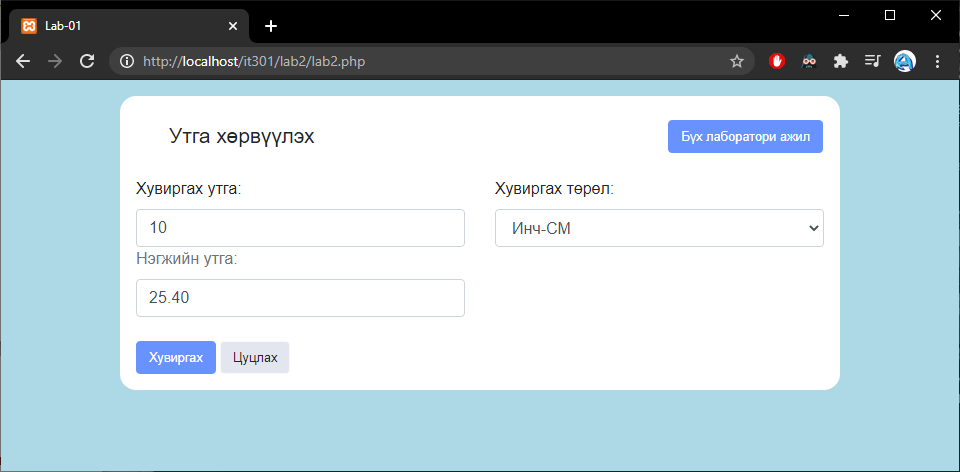 Lab-01
http://localhost/it301/lab2/lab2.php
Утга хөрвүүлэх
Бүх лаборатори ажил
Хувиргах утга:
Хувиргах төрөл:
10
Инч-СМ
Нэгжийн утга:
25.40
Хувиргах
Цуцлах